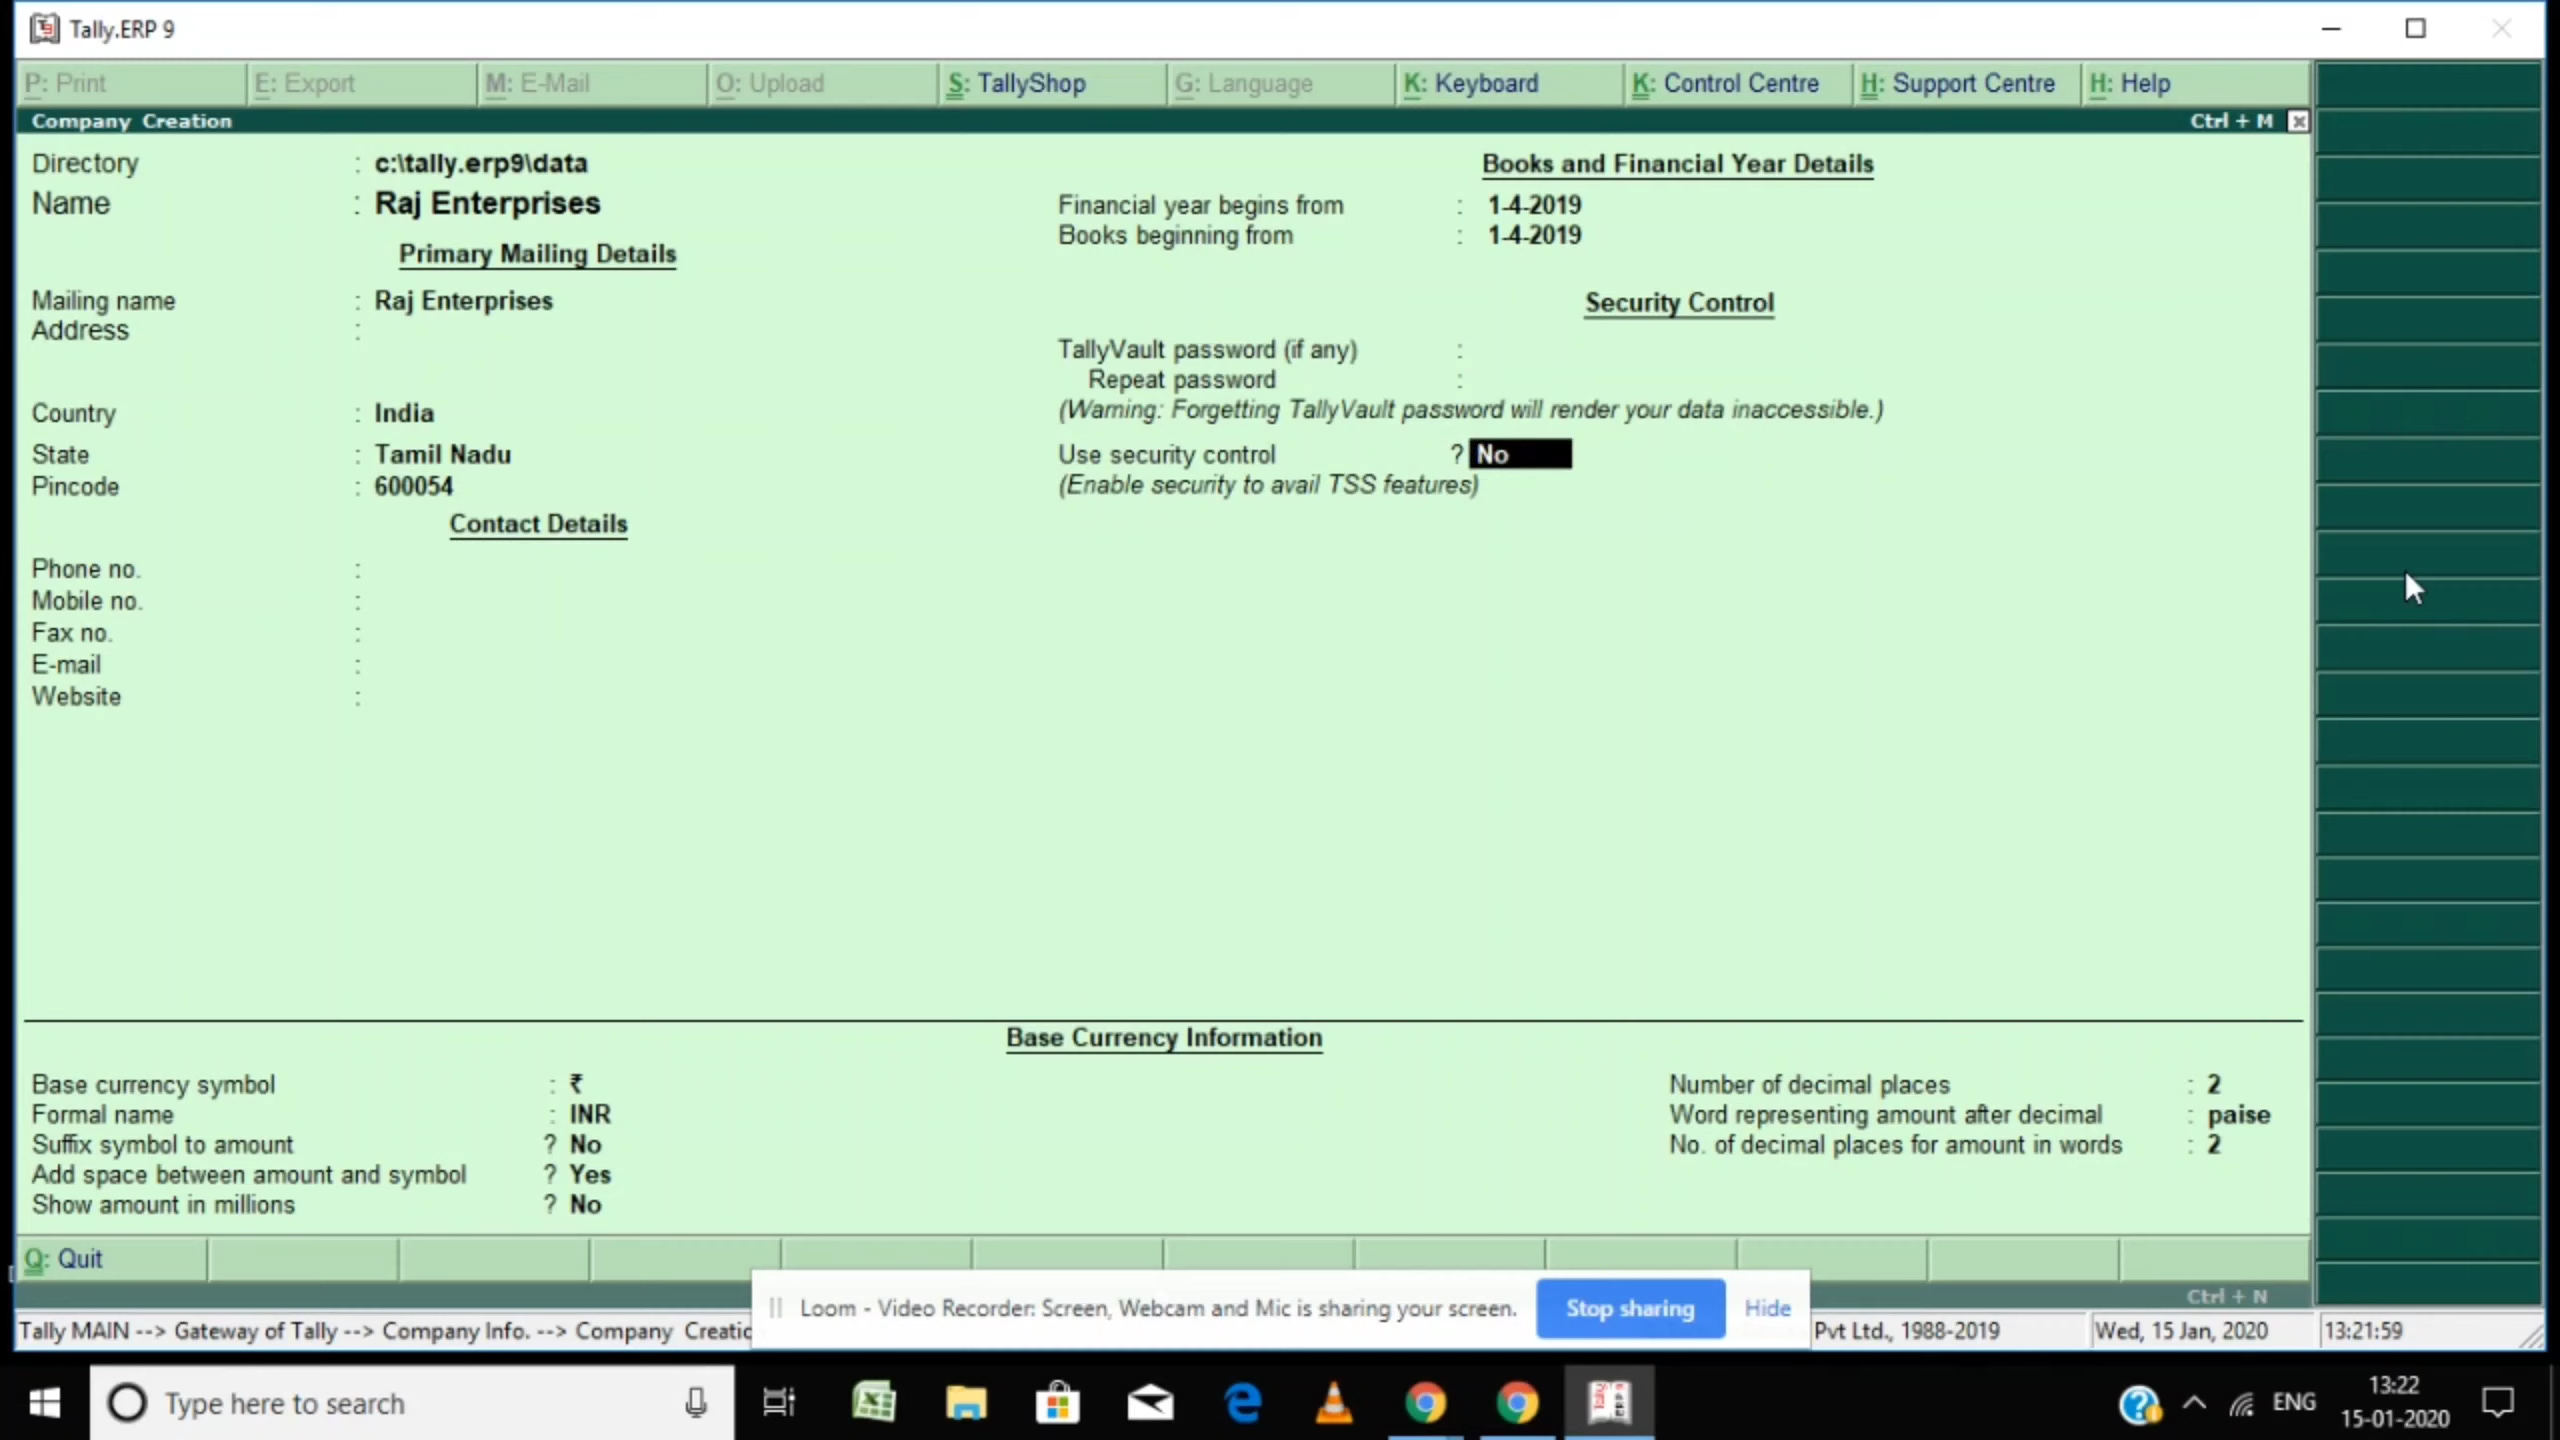 Tally.ERP 9
P: Print E: Export M: E-Mail O: Upload S: TallyShop G: Language K: Keyboard K: Control Centre H: Support Centre H: Help
Company Creation Ctrl + M
Directory : c:\tally.erp9\data
Name : Raj Enterprises
Primary Mailing Details
Mailing name : Raj Enterprises
Address :
Country : India
State : Tamil Nadu
Pincode : 600054
Contact Details
Phone no. :
Mobile no. :
Fax no. :
E-mail :
Website :
Books and Financial Year Details
Financial year begins from : 1-4-2019
Books beginning from : 1-4-2019
Security Control
TallyVault password (if any) :
Repeat password :
(Warning: Forgetting TallyVault password will render your data inaccessible.)
Use security control ? No
(Enable security to avail TSS features)
Base Currency Information
Base currency symbol : ₹
Formal name : INR
Suffix symbol to amount ? No
Add space between amount and symbol ? Yes
Show amount in millions ? No
Number of decimal places : 2
Word representing amount after decimal : paise
No. of decimal places for amount in words : 2
Q: Quit
Ctrl + N
Loom - Video Recorder: Screen, Webcam and Mic is sharing your screen. Stop sharing Hide
Tally MAIN --> Gateway of Tally --> Company Info. --> Company Creatio Pvt Ltd., 1988-2019 Wed, 15 Jan, 2020 13:21:59
Type here to search
ENG
13:22
15-01-2020